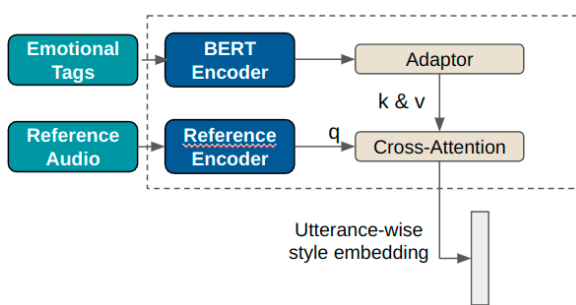 Emotional
Tags
BERT
Encoder
Adaptor
k & v
Reference
Audio
Reference
Encoder
q
Cross-Attention
Utterance-wise
style embedding